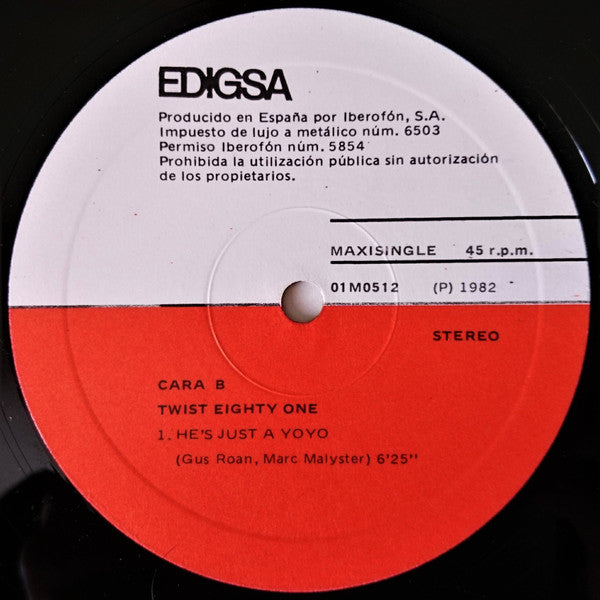 EDIGSA
Producido en España por Iberofón, S.A.
Impuesto de lujo a metálico núm. 6503
Permiso Iberofón núm. 5854
Prohibida la utilización pública sin autorización
de los propietarios.
MAXISINGLE 45 r.p.m.
01M0512 (P) 1982
STEREO
CARA B
TWIST EIGHTY ONE
1. HE'S JUST A YOYO
(Gus Roan, Marc Malyster) 6'25"